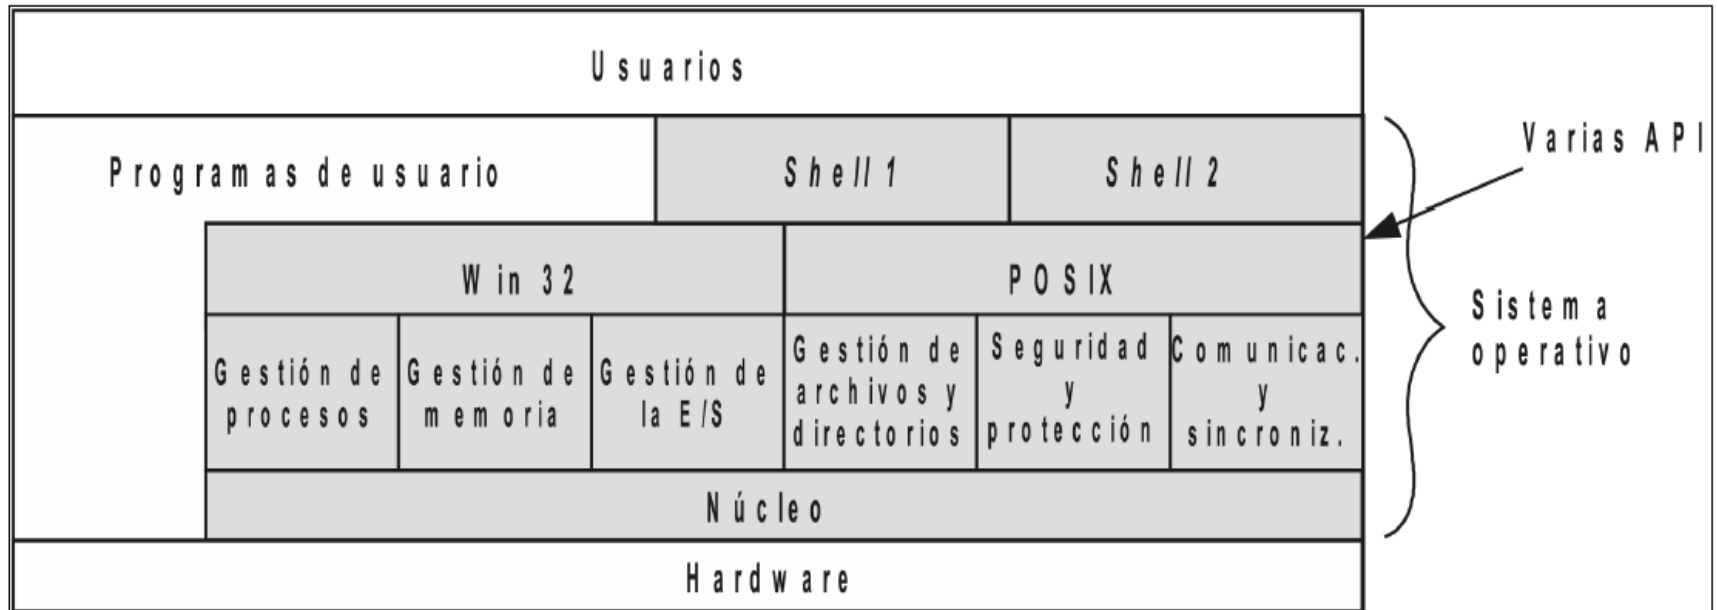 Usuarios
Programas de usuario
Shell 1
Shell 2
Varias API
Win 32
POSIX
Sistema
operativo
Gestión de
procesos
Gestión de
memoria
Gestión de
la E/S
Gestión de
archivos y
directorios
Seguridad
y
protección
Comunicac.
y
sincroniz.
Núcleo
Hardware